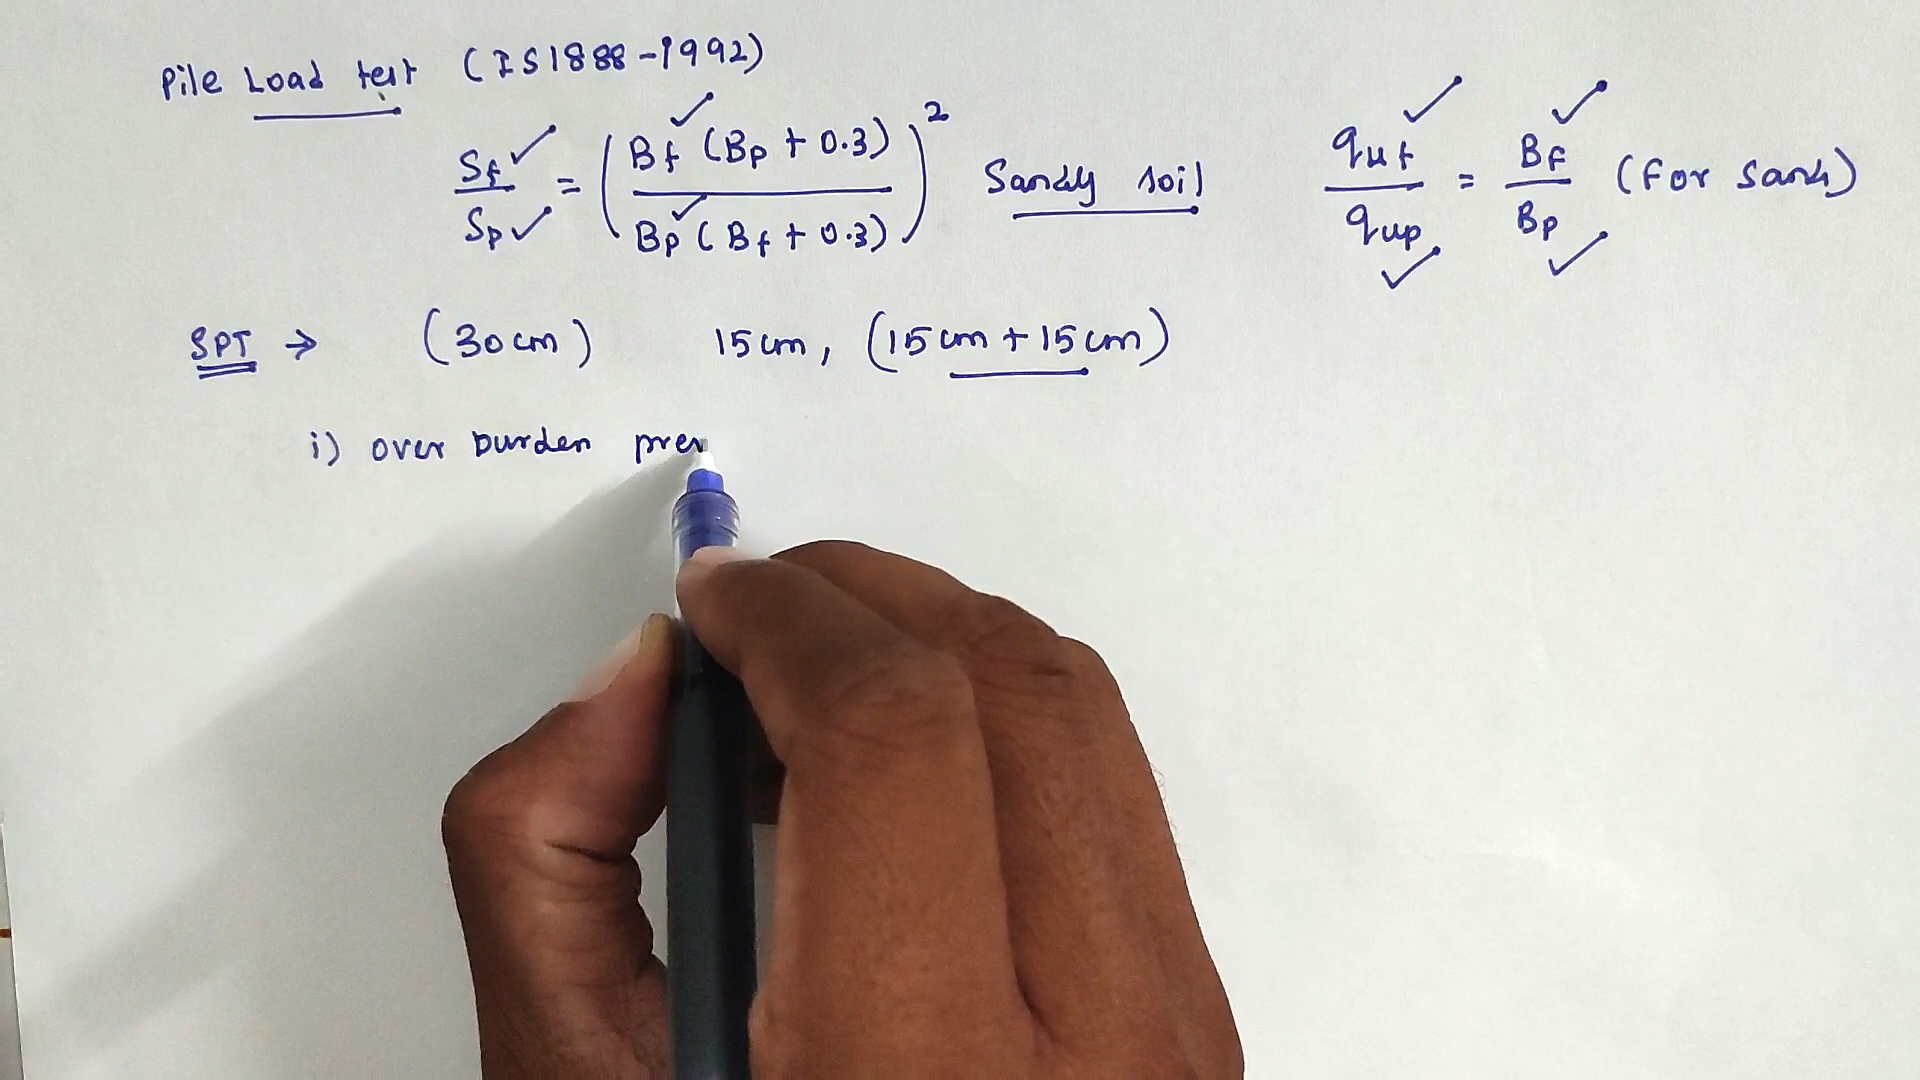 Pile Load test (IS1888-1992)
Sf/Sp = (Bf (Bp + 0.3) / Bp (Bf + 0.3))² Sandy soil
quf/qup = Bf/Bp (For Sand)
SPT → (30cm) 15cm, (15cm + 15cm)
i) over burden pres